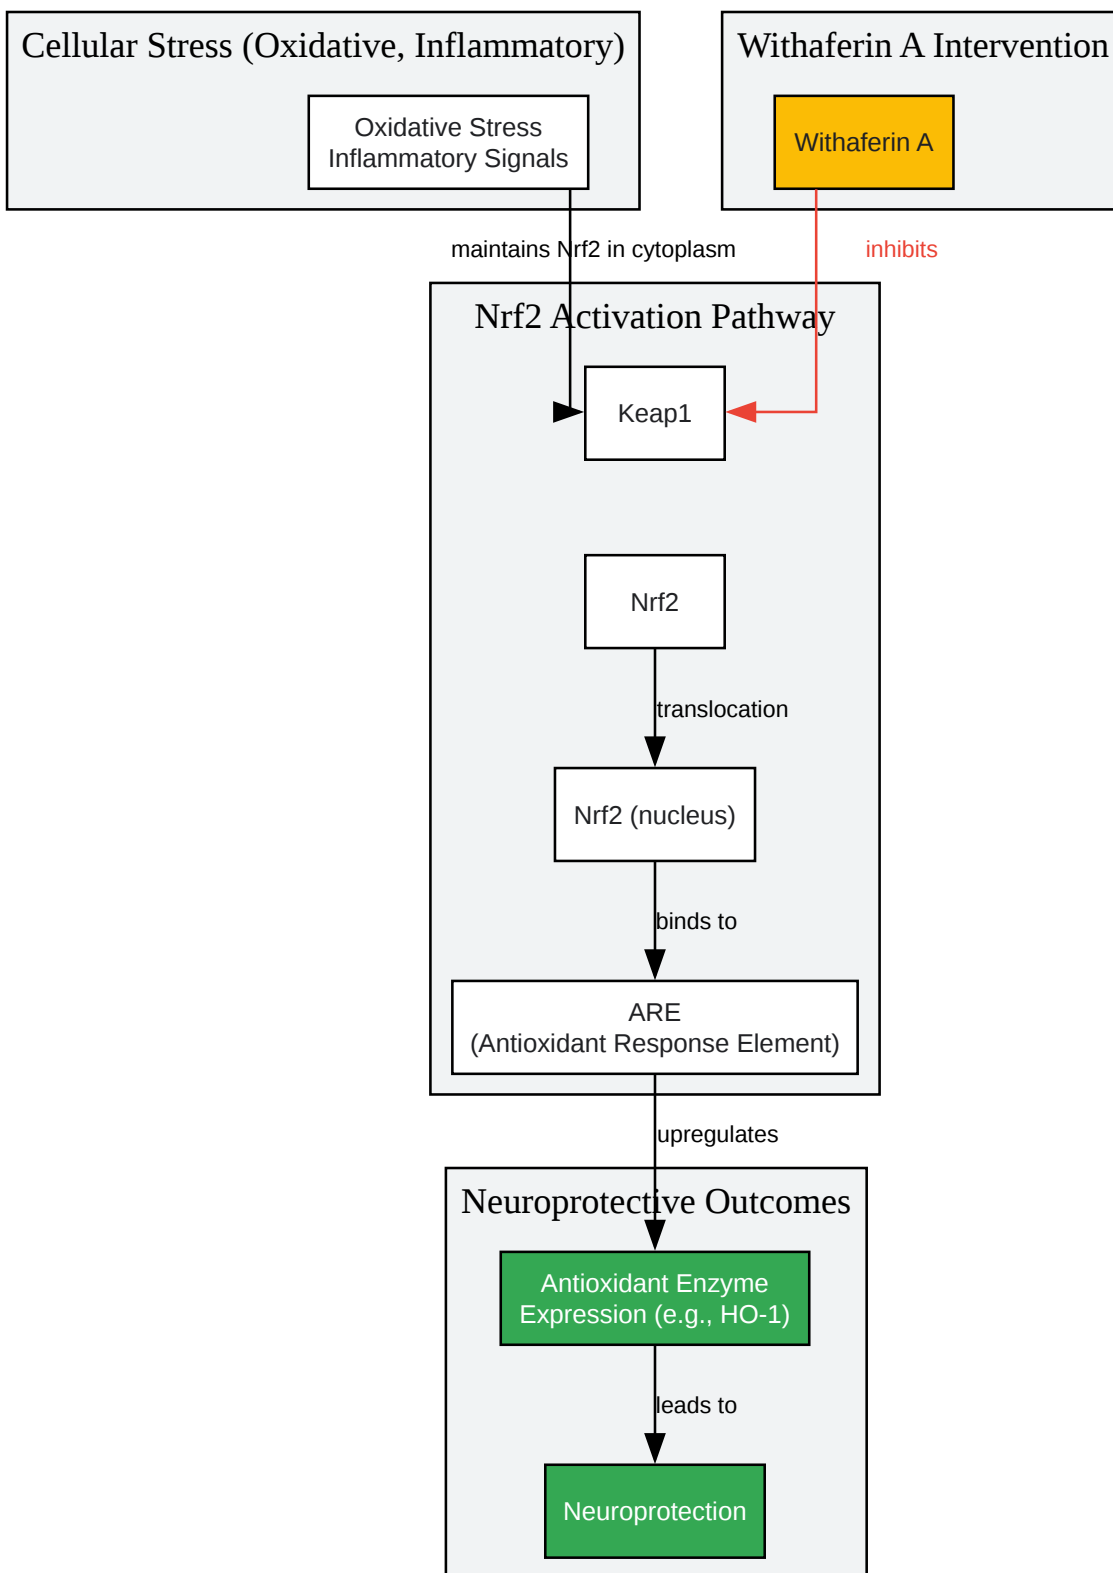 Cellular Stress (Oxidative, Inflammatory)
Withaferin A Intervention
Oxidative Stress
Inflammatory Signals
Withaferin A
maintains Nrf2 in cytoplasm
inhibits
Nrf2 Activation Pathway
Keap1
Nrf2
translocation
Nrf2 (nucleus)
binds to
ARE
(Antioxidant Response Element)
upregulates
Neuroprotective Outcomes
Antioxidant Enzyme
Expression (e.g., HO-1)
leads to
Neuroprotection